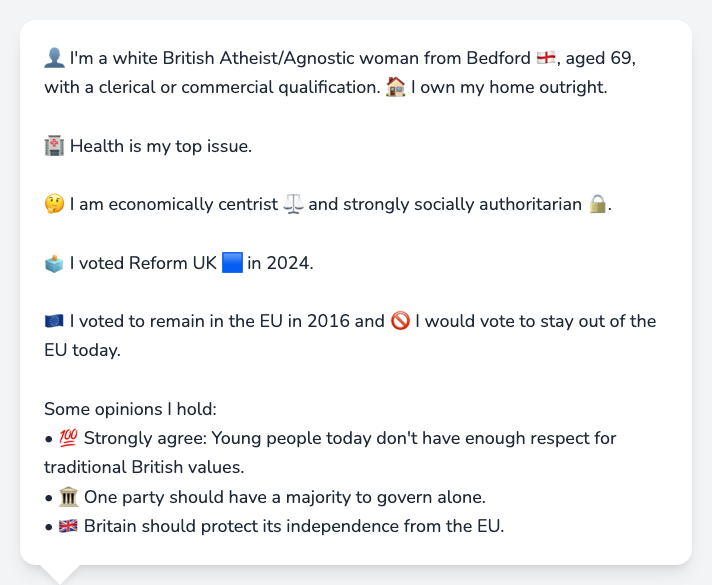 👤 I'm a white British Atheist/Agnostic woman from Bedford 🏴󠁧󠁢󠁥󠁮󠁧󠁿, aged 69,
with a clerical or commercial qualification. 🏠 I own my home outright.
🏥 Health is my top issue.
🤔 I am economically centrist ⚖️ and strongly socially authoritarian 🔒.
🗳️ I voted Reform UK 🟦 in 2024.
🇪🇺 I voted to remain in the EU in 2016 and 🚫 I would vote to stay out of the
EU today.
Some opinions I hold:
• 💯 Strongly agree: Young people today don't have enough respect for
traditional British values.
• 🏛️ One party should have a majority to govern alone.
• 🇬🇧 Britain should protect its independence from the EU.